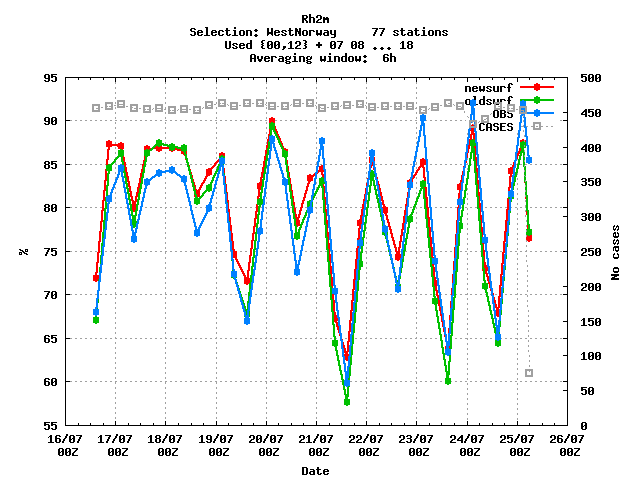 Rh2m
Selection: WestNorway     77 stations
Used {00,12} + 07 08 ... 18
Averaging window:  6h
95
90
85
80
75
70
65
60
55
%
500
450
400
350
300
250
200
150
100
50
0
No cases
newsurf
oldsurf
OBS
CASES
16/07 17/07 18/07 19/07 20/07 21/07 22/07 23/07 24/07 25/07 26/07
00Z 00Z 00Z 00Z 00Z 00Z 00Z 00Z 00Z 00Z 00Z
Date